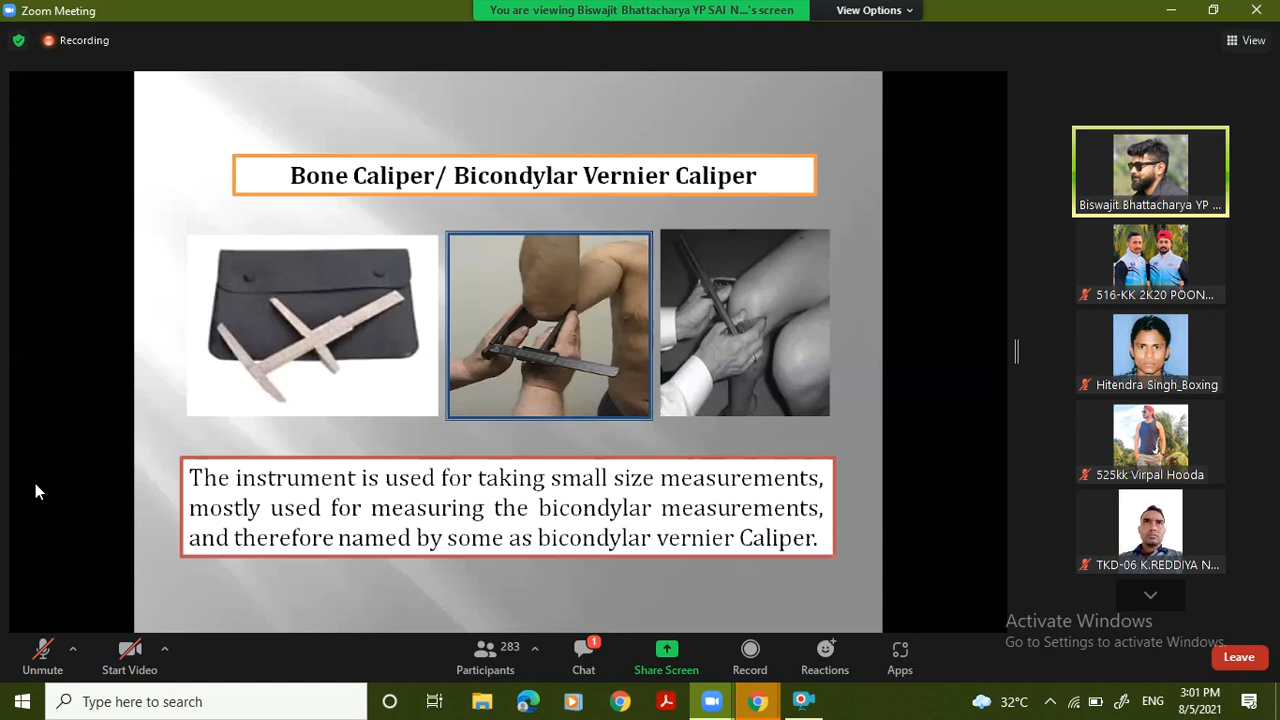 Zoom Meeting
You are viewing Biswajit Bhattacharya YP SAI N...'s screen
View Options
Recording
View
Bone Caliper/ Bicondylar Vernier Caliper
The instrument is used for taking small size measurements,
mostly used for measuring the bicondylar measurements,
and therefore named by some as bicondylar vernier Caliper.
Biswajit Bhattacharya YP ...
516-KK 2K20 POON...
Hitendra Singh_Boxing
525kk Virpal Hooda
TKD-06 K.REDDIYA N...
Activate Windows
Go to Settings to activate Windows.
Unmute
Start Video
283
Participants
1
Chat
Share Screen
Record
Reactions
Apps
Leave
Type here to search
32°C
ENG
3:01 PM
8/5/2021